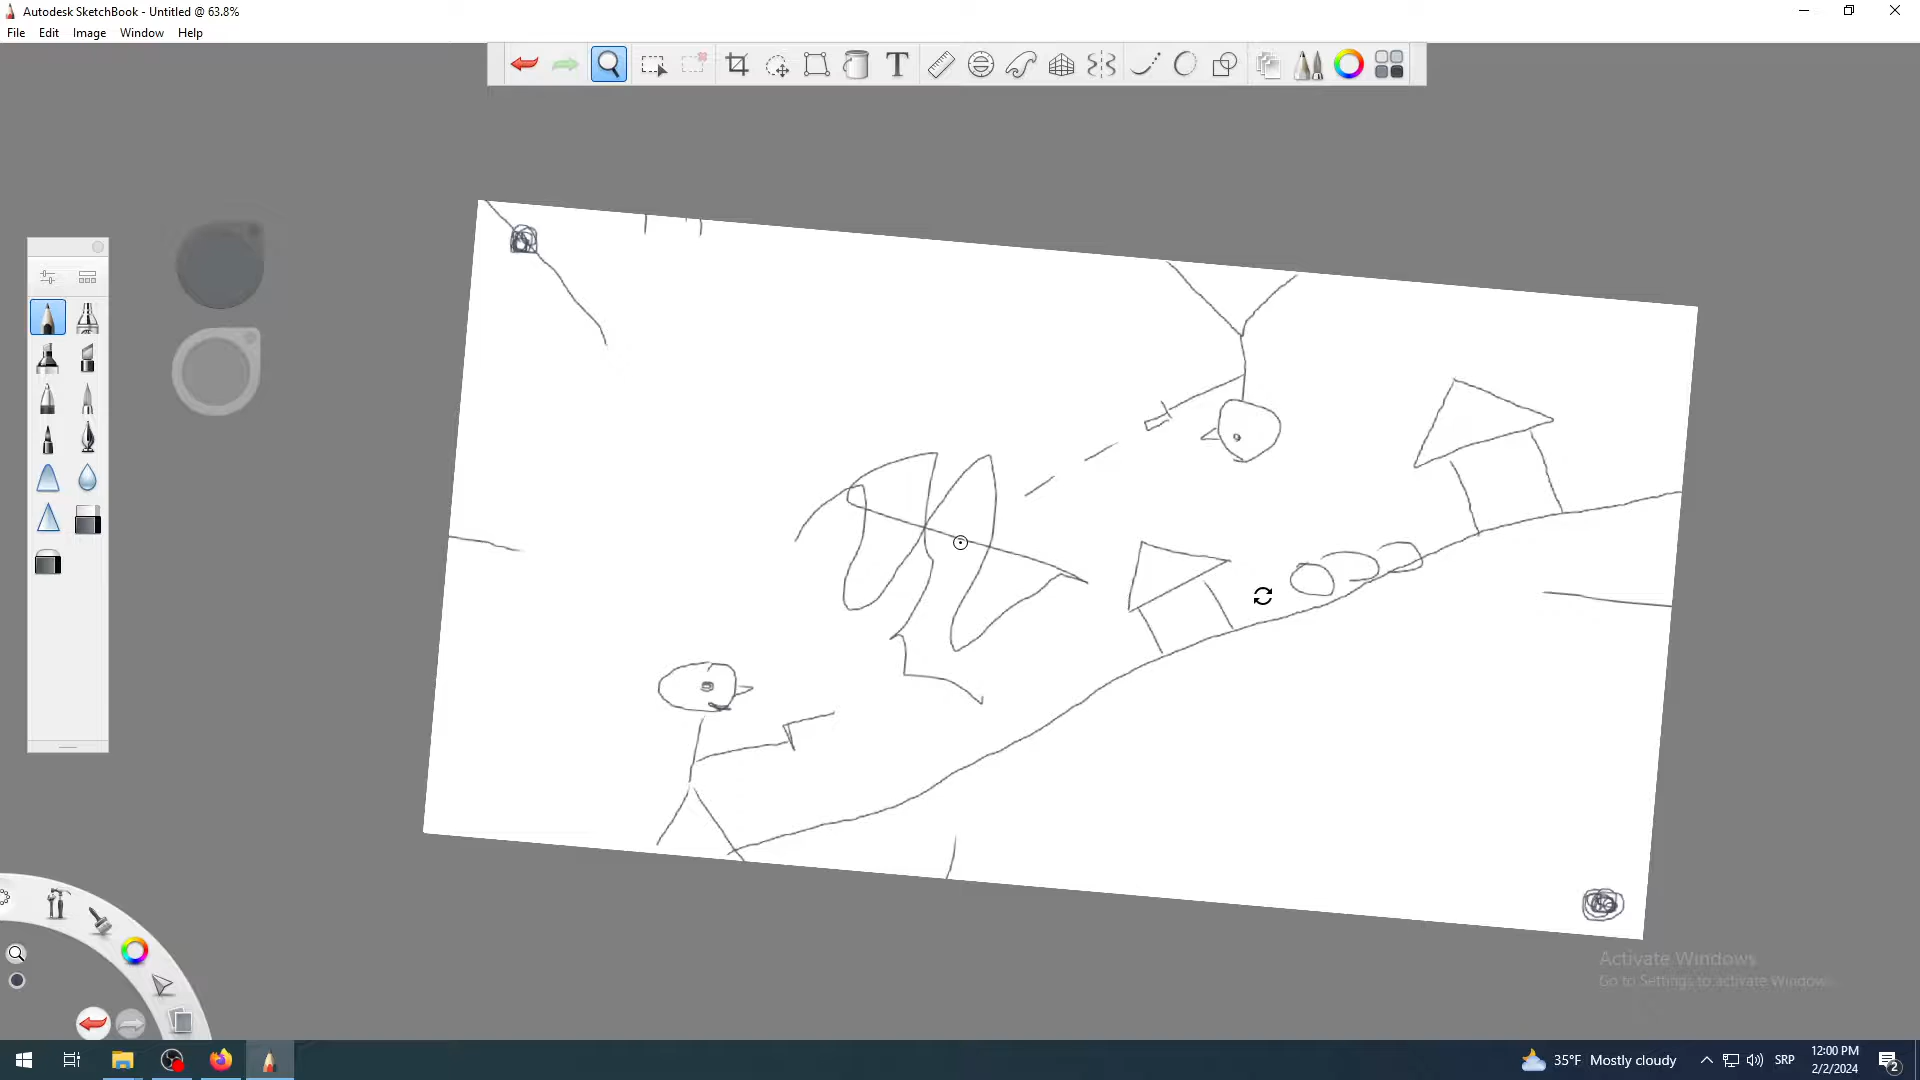 Autodesk SketchBook - Untitled @ 63.8%
File Edit Image Window Help
T
Activate Windows
Go to Settings to activate Windows.
35°F Mostly cloudy SRP 12:00 PM
2/2/2024 2